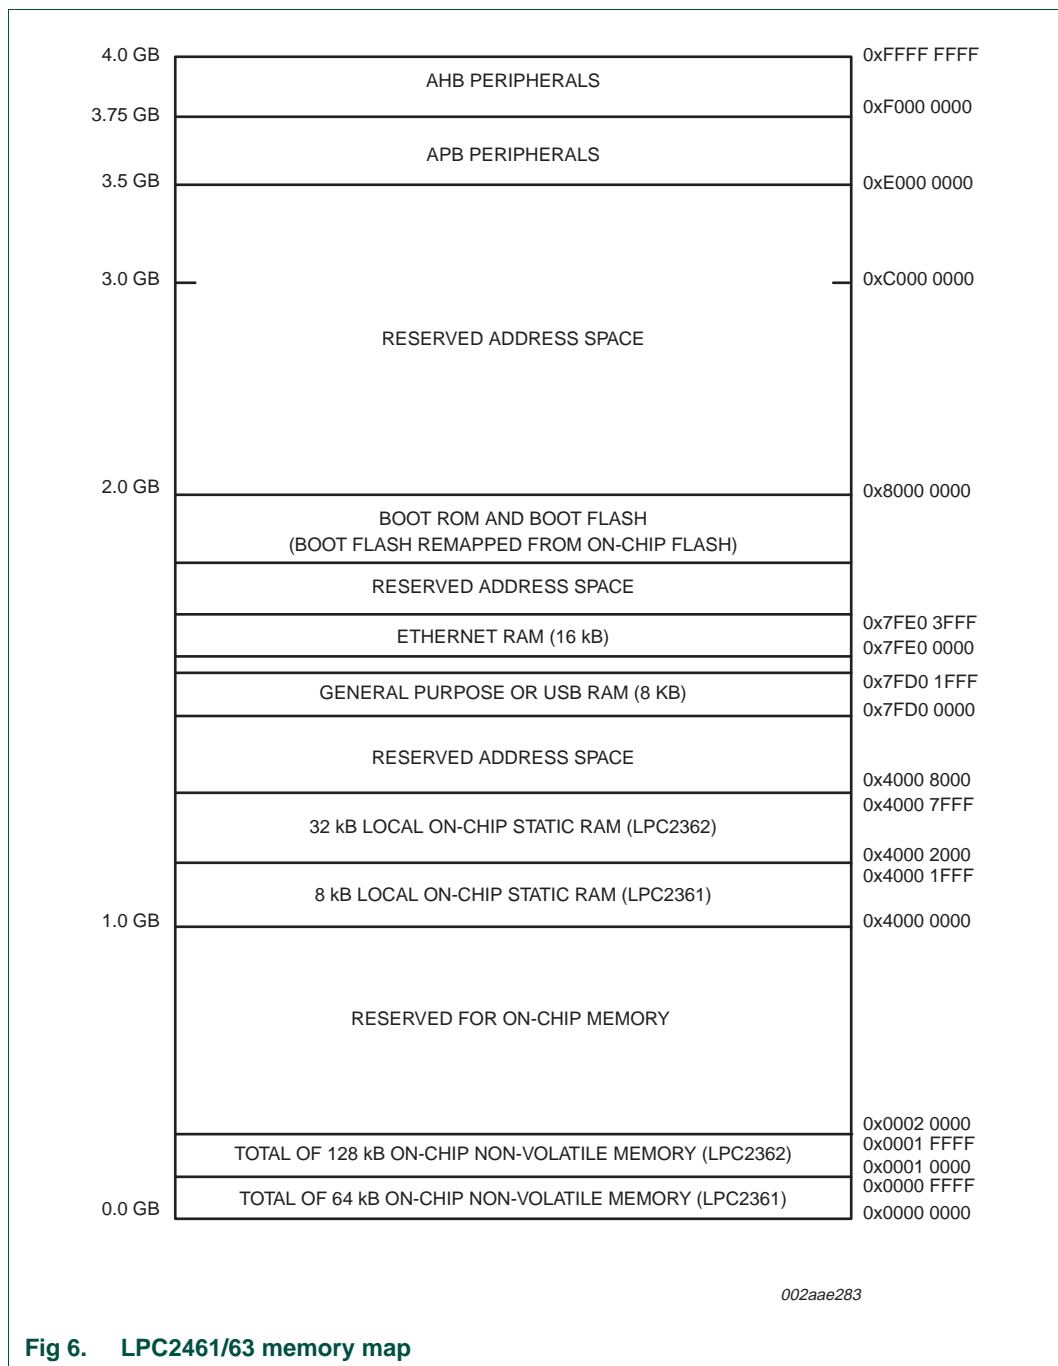 4.0 GB
0xFFFF FFFF
AHB PERIPHERALS
3.75 GB
0xF000 0000
APB PERIPHERALS
3.5 GB
0xE000 0000
3.0 GB
0xC000 0000
RESERVED ADDRESS SPACE
2.0 GB
0x8000 0000
BOOT ROM AND BOOT FLASH
(BOOT FLASH REMAPPED FROM ON-CHIP FLASH)
RESERVED ADDRESS SPACE
0x7FE0 3FFF
ETHERNET RAM (16 kB)
0x7FE0 0000
0x7FD0 1FFF
GENERAL PURPOSE OR USB RAM (8 KB)
0x7FD0 0000
RESERVED ADDRESS SPACE
0x4000 8000
0x4000 7FFF
32 kB LOCAL ON-CHIP STATIC RAM (LPC2362)
0x4000 2000
0x4000 1FFF
8 kB LOCAL ON-CHIP STATIC RAM (LPC2361)
1.0 GB
0x4000 0000
RESERVED FOR ON-CHIP MEMORY
0x0002 0000
0x0001 FFFF
TOTAL OF 128 kB ON-CHIP NON-VOLATILE MEMORY (LPC2362)
0x0001 0000
0x0000 FFFF
TOTAL OF 64 kB ON-CHIP NON-VOLATILE MEMORY (LPC2361)
0.0 GB
0x0000 0000
002aae283
Fig 6. LPC2461/63 memory map